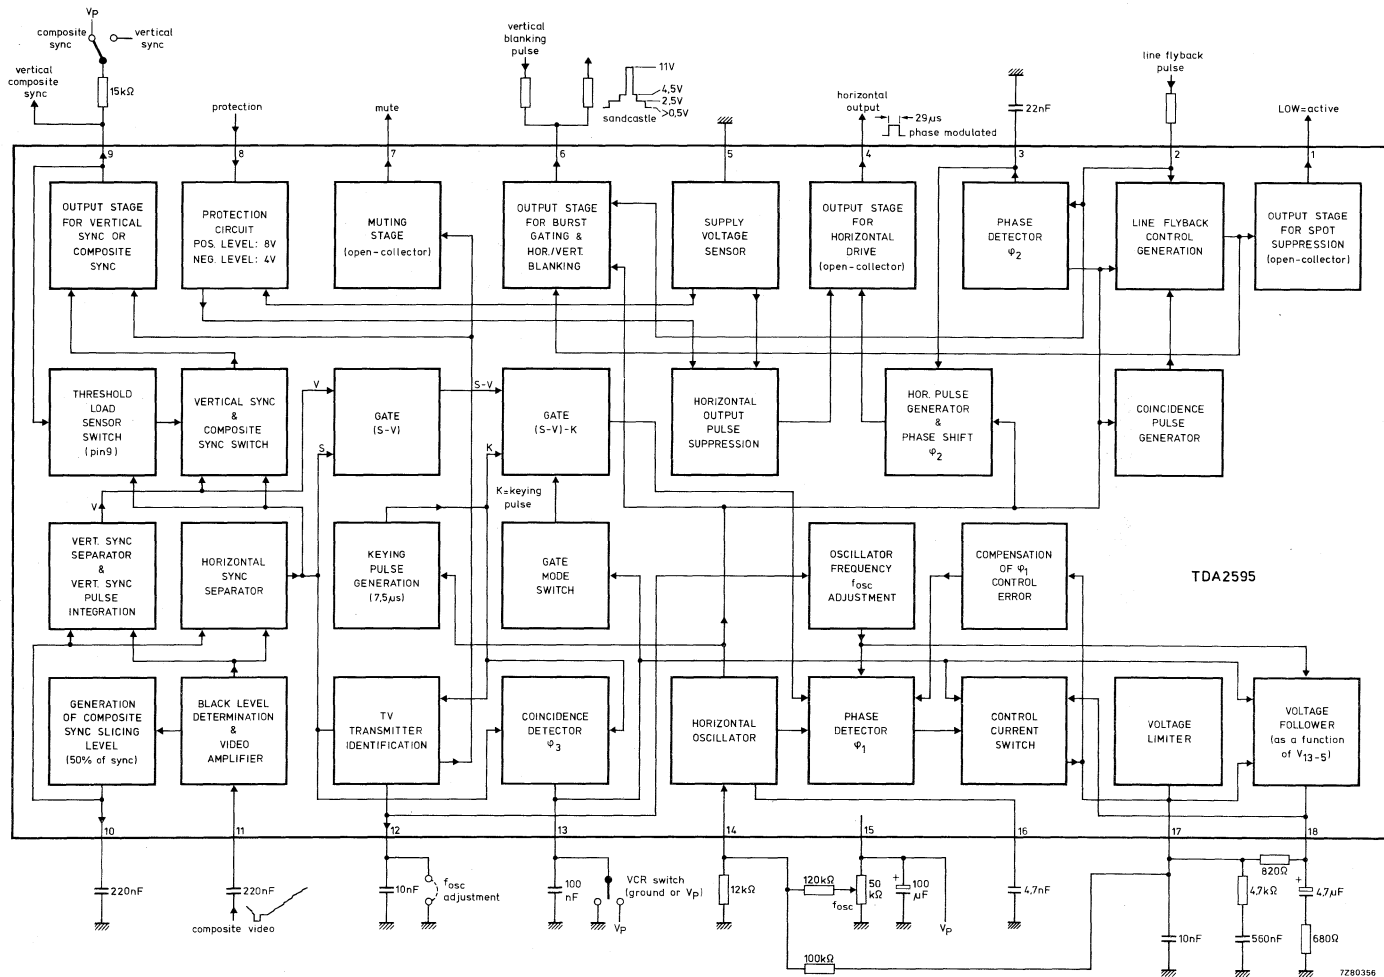 VP
composite
sync
vertical
sync
vertical
composite
sync
15kΩ
protection
mute
vertical
blanking
pulse
11V
4,5V
2,5V
>0,5V
sandcastle
horizontal
output
29µs
phase modulated
22nF
line flyback
pulse
LOW=active
9
8
7
6
5
4
3
2
1
OUTPUT STAGE
FOR VERTICAL
SYNC OR
COMPOSITE
SYNC
PROTECTION
CIRCUIT
POS. LEVEL: 8V
NEG. LEVEL: 4V
MUTING
STAGE
(open-collector)
OUTPUT STAGE
FOR BURST
GATING &
HOR./VERT.
BLANKING
SUPPLY
VOLTAGE
SENSOR
OUTPUT STAGE
FOR
HORIZONTAL
DRIVE
(open-collector)
PHASE
DETECTOR
φ2
LINE FLYBACK
CONTROL
GENERATION
OUTPUT STAGE
FOR SPOT
SUPPRESSION
(open-collector)
THRESHOLD
LOAD
SENSOR
SWITCH
(pin9)
VERTICAL SYNC
&
COMPOSITE
SYNC SWITCH
V
S
GATE
(S-V)
S-V
K
GATE
(S-V)-K
HORIZONTAL
OUTPUT
PULSE
SUPPRESSION
HOR. PULSE
GENERATOR
&
PHASE SHIFT
φ2
COINCIDENCE
PULSE
GENERATOR
K=keying
pulse
V
VERT. SYNC
SEPARATOR
&
VERT. SYNC
PULSE
INTEGRATION
HORIZONTAL
SYNC
SEPARATOR
KEYING
PULSE
GENERATION
(7,5µs)
GATE
MODE
SWITCH
OSCILLATOR
FREQUENCY
fosc
ADJUSTMENT
COMPENSATION
OF φ1
CONTROL
ERROR
TDA2595
GENERATION
OF COMPOSITE
SYNC SLICING
LEVEL
(50% of sync)
BLACK LEVEL
DETERMINATION
&
VIDEO
AMPLIFIER
TV
TRANSMITTER
IDENTIFICATION
COINCIDENCE
DETECTOR
φ3
HORIZONTAL
OSCILLATOR
PHASE
DETECTOR
φ1
CONTROL
CURRENT
SWITCH
VOLTAGE
LIMITER
VOLTAGE
FOLLOWER
(as a function
of V13-5)
10
11
12
13
14
15
16
17
18
220nF
220nF
composite video
10nF
fosc
adjustment
100
nF
VCR switch
(ground or VP)
VP
12kΩ
120kΩ
fosc
50
kΩ
+
100
µF
VP
100kΩ
4,7nF
10nF
4,7kΩ
560nF
820Ω
+
4,7µF
680Ω
7Z80356